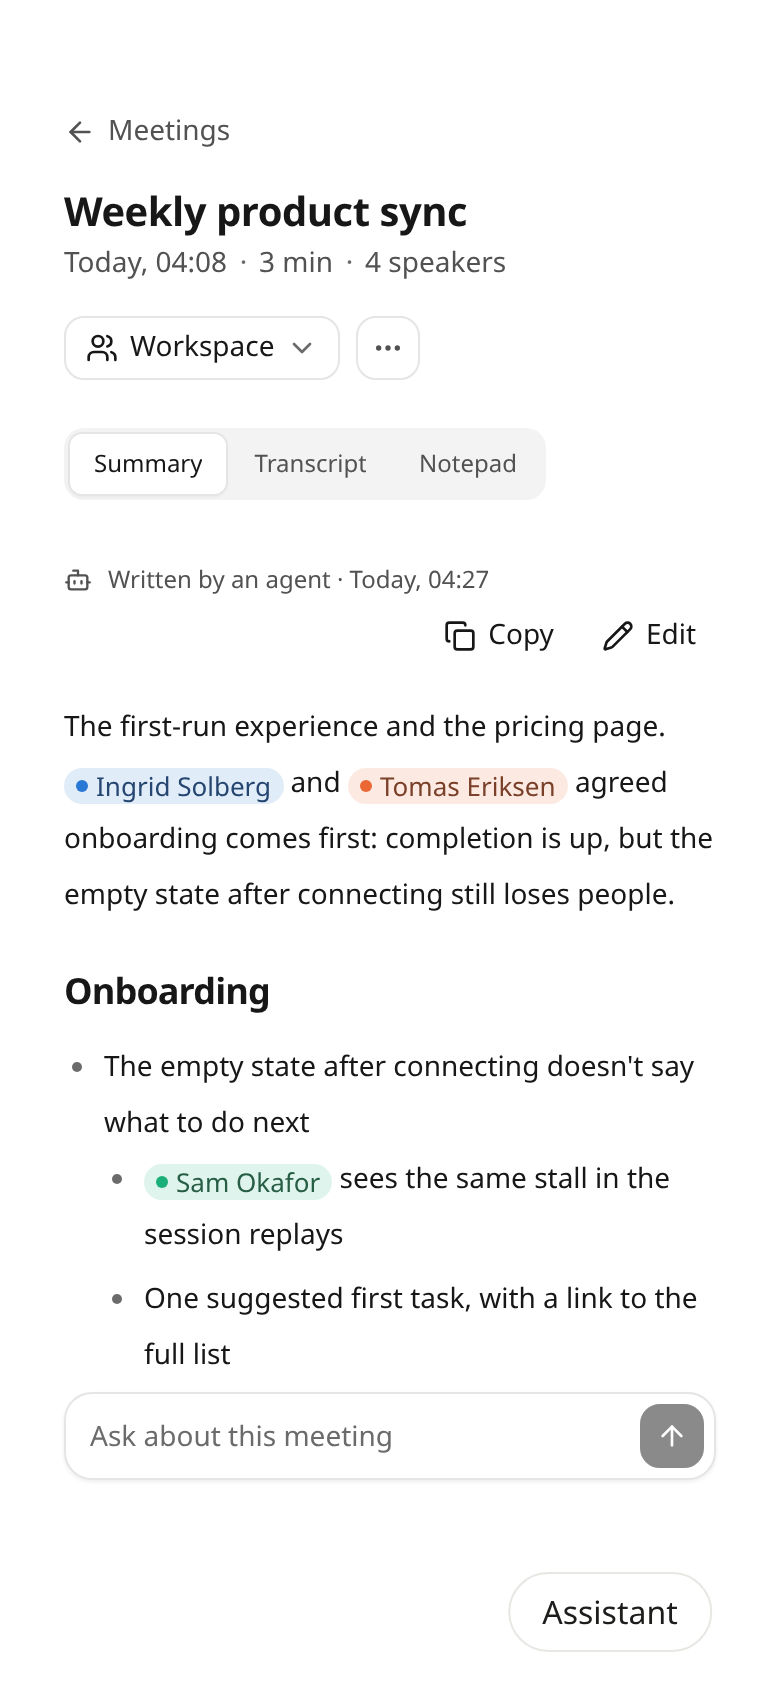 Meetings
Weekly product sync
Today, 04:08 · 3 min · 4 speakers
Workspace
Summary Transcript Notepad
Written by an agent · Today, 04:27
Copy Edit
The first-run experience and the pricing page.
Ingrid Solberg and Tomas Eriksen agreed
onboarding comes first: completion is up, but the
empty state after connecting still loses people.
Onboarding
The empty state after connecting doesn't say
what to do next
Sam Okafor sees the same stall in the
session replays
One suggested first task, with a link to the
full list
Ask about this meeting
Assistant